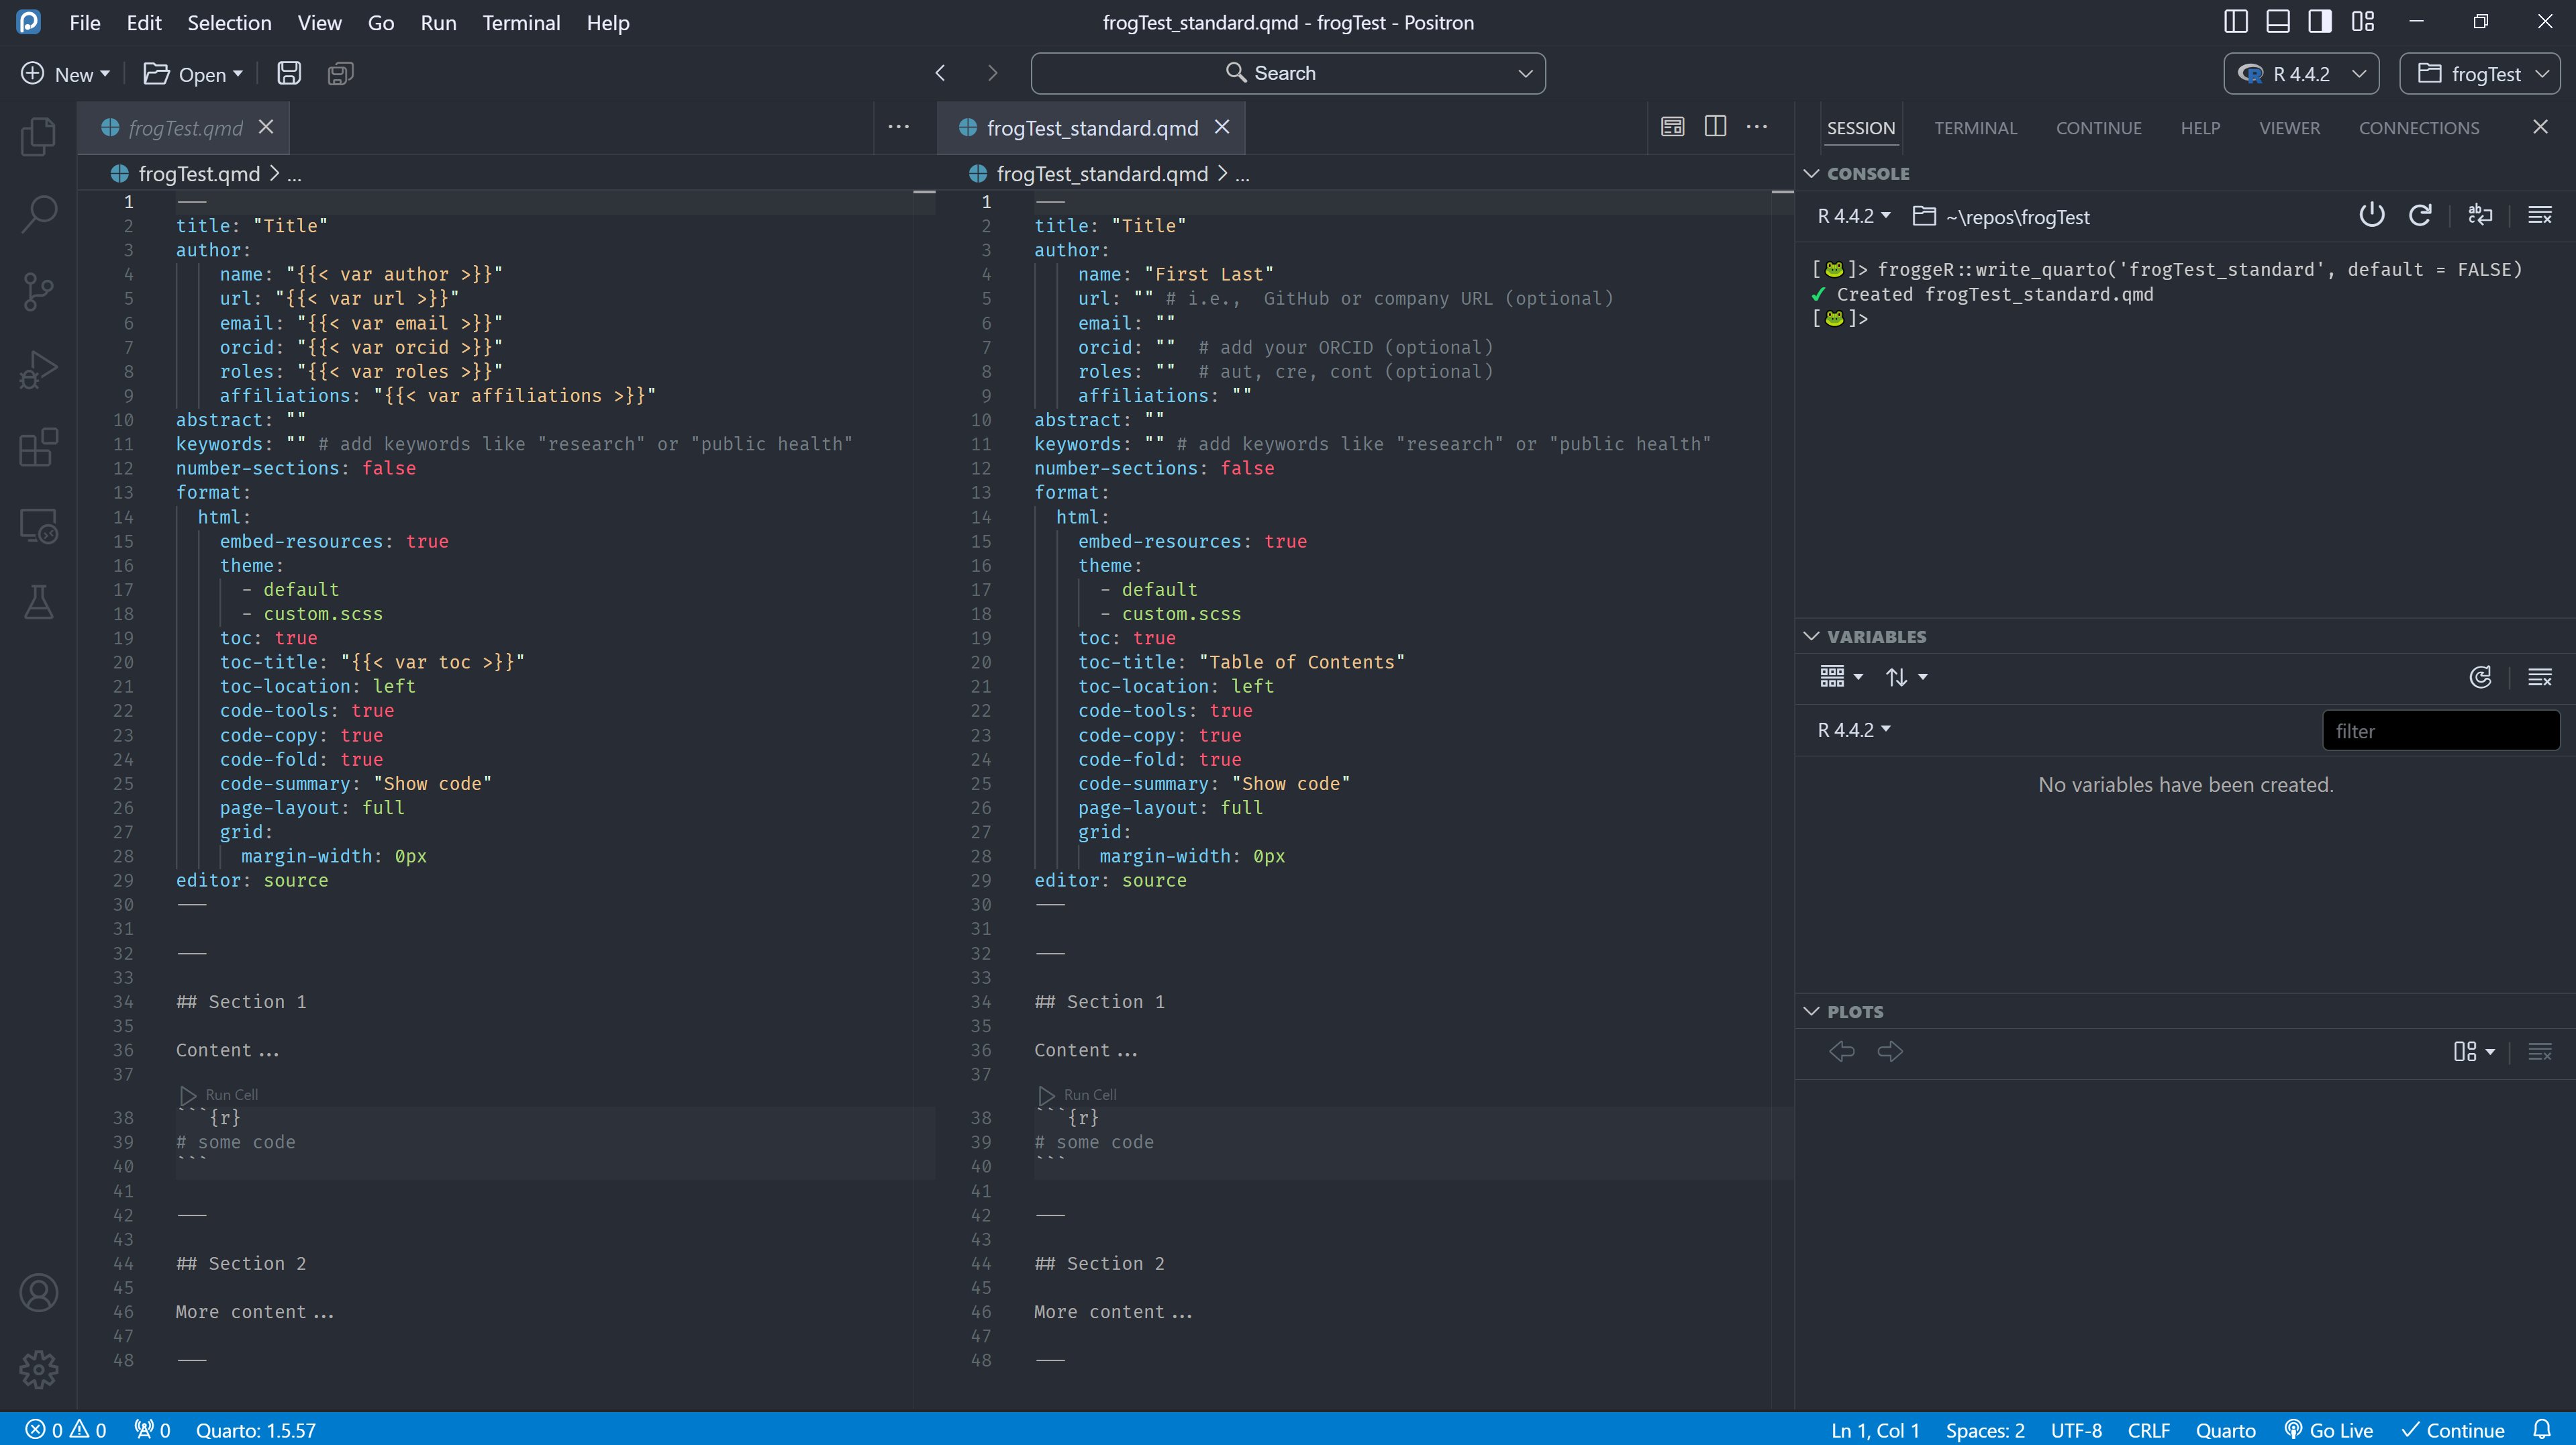 File Edit Selection View Go Run Terminal Help
frogTest_standard.qmd - frogTest - Positron
New Open
Search
R 4.4.2 frogTest
frogTest.qmd
frogTest.qmd > ...
1 ---
2 title: "Title"
3 author:
4 name: "{{< var author >}}"
5 url: "{{< var url >}}"
6 email: "{{< var email >}}"
7 orcid: "{{< var orcid >}}"
8 roles: "{{< var roles >}}"
9 affiliations: "{{< var affiliations >}}"
10 abstract: ""
11 keywords: "" # add keywords like "research" or "public health"
12 number-sections: false
13 format:
14 html:
15 embed-resources: true
16 theme:
17 - default
18 - custom.scss
19 toc: true
20 toc-title: "{{< var toc >}}"
21 toc-location: left
22 code-tools: true
23 code-copy: true
24 code-fold: true
25 code-summary: "Show code"
26 page-layout: full
27 grid:
28 margin-width: 0px
29 editor: source
30 ---
31
32 ---
33
34 ## Section 1
35
36 Content...
37
Run Cell
38 ```{r}
39 # some code
40 ```
41
42 ---
43
44 ## Section 2
45
46 More content...
47
48 ---
frogTest_standard.qmd
frogTest_standard.qmd > ...
1 ---
2 title: "Title"
3 author:
4 name: "First Last"
5 url: "" # i.e.,  GitHub or company URL (optional)
6 email: ""
7 orcid: ""  # add your ORCID (optional)
8 roles: ""  # aut, cre, cont (optional)
9 affiliations: ""
10 abstract: ""
11 keywords: "" # add keywords like "research" or "public health"
12 number-sections: false
13 format:
14 html:
15 embed-resources: true
16 theme:
17 - default
18 - custom.scss
19 toc: true
20 toc-title: "Table of Contents"
21 toc-location: left
22 code-tools: true
23 code-copy: true
24 code-fold: true
25 code-summary: "Show code"
26 page-layout: full
27 grid:
28 margin-width: 0px
29 editor: source
30 ---
31
32 ---
33
34 ## Section 1
35
36 Content...
37
Run Cell
38 ```{r}
39 # some code
40 ```
41
42 ---
43
44 ## Section 2
45
46 More content...
47
48 ---
SESSION TERMINAL CONTINUE HELP VIEWER CONNECTIONS
CONSOLE
R 4.4.2 ~\repos\frogTest
[🐸]> froggeR::write_quarto('frogTest_standard', default = FALSE)
✔ Created frogTest_standard.qmd
[🐸]>
VARIABLES
R 4.4.2 filter
No variables have been created.
PLOTS
0 0 0 Quarto: 1.5.57
Ln 1, Col 1 Spaces: 2 UTF-8 CRLF Quarto Go Live Continue